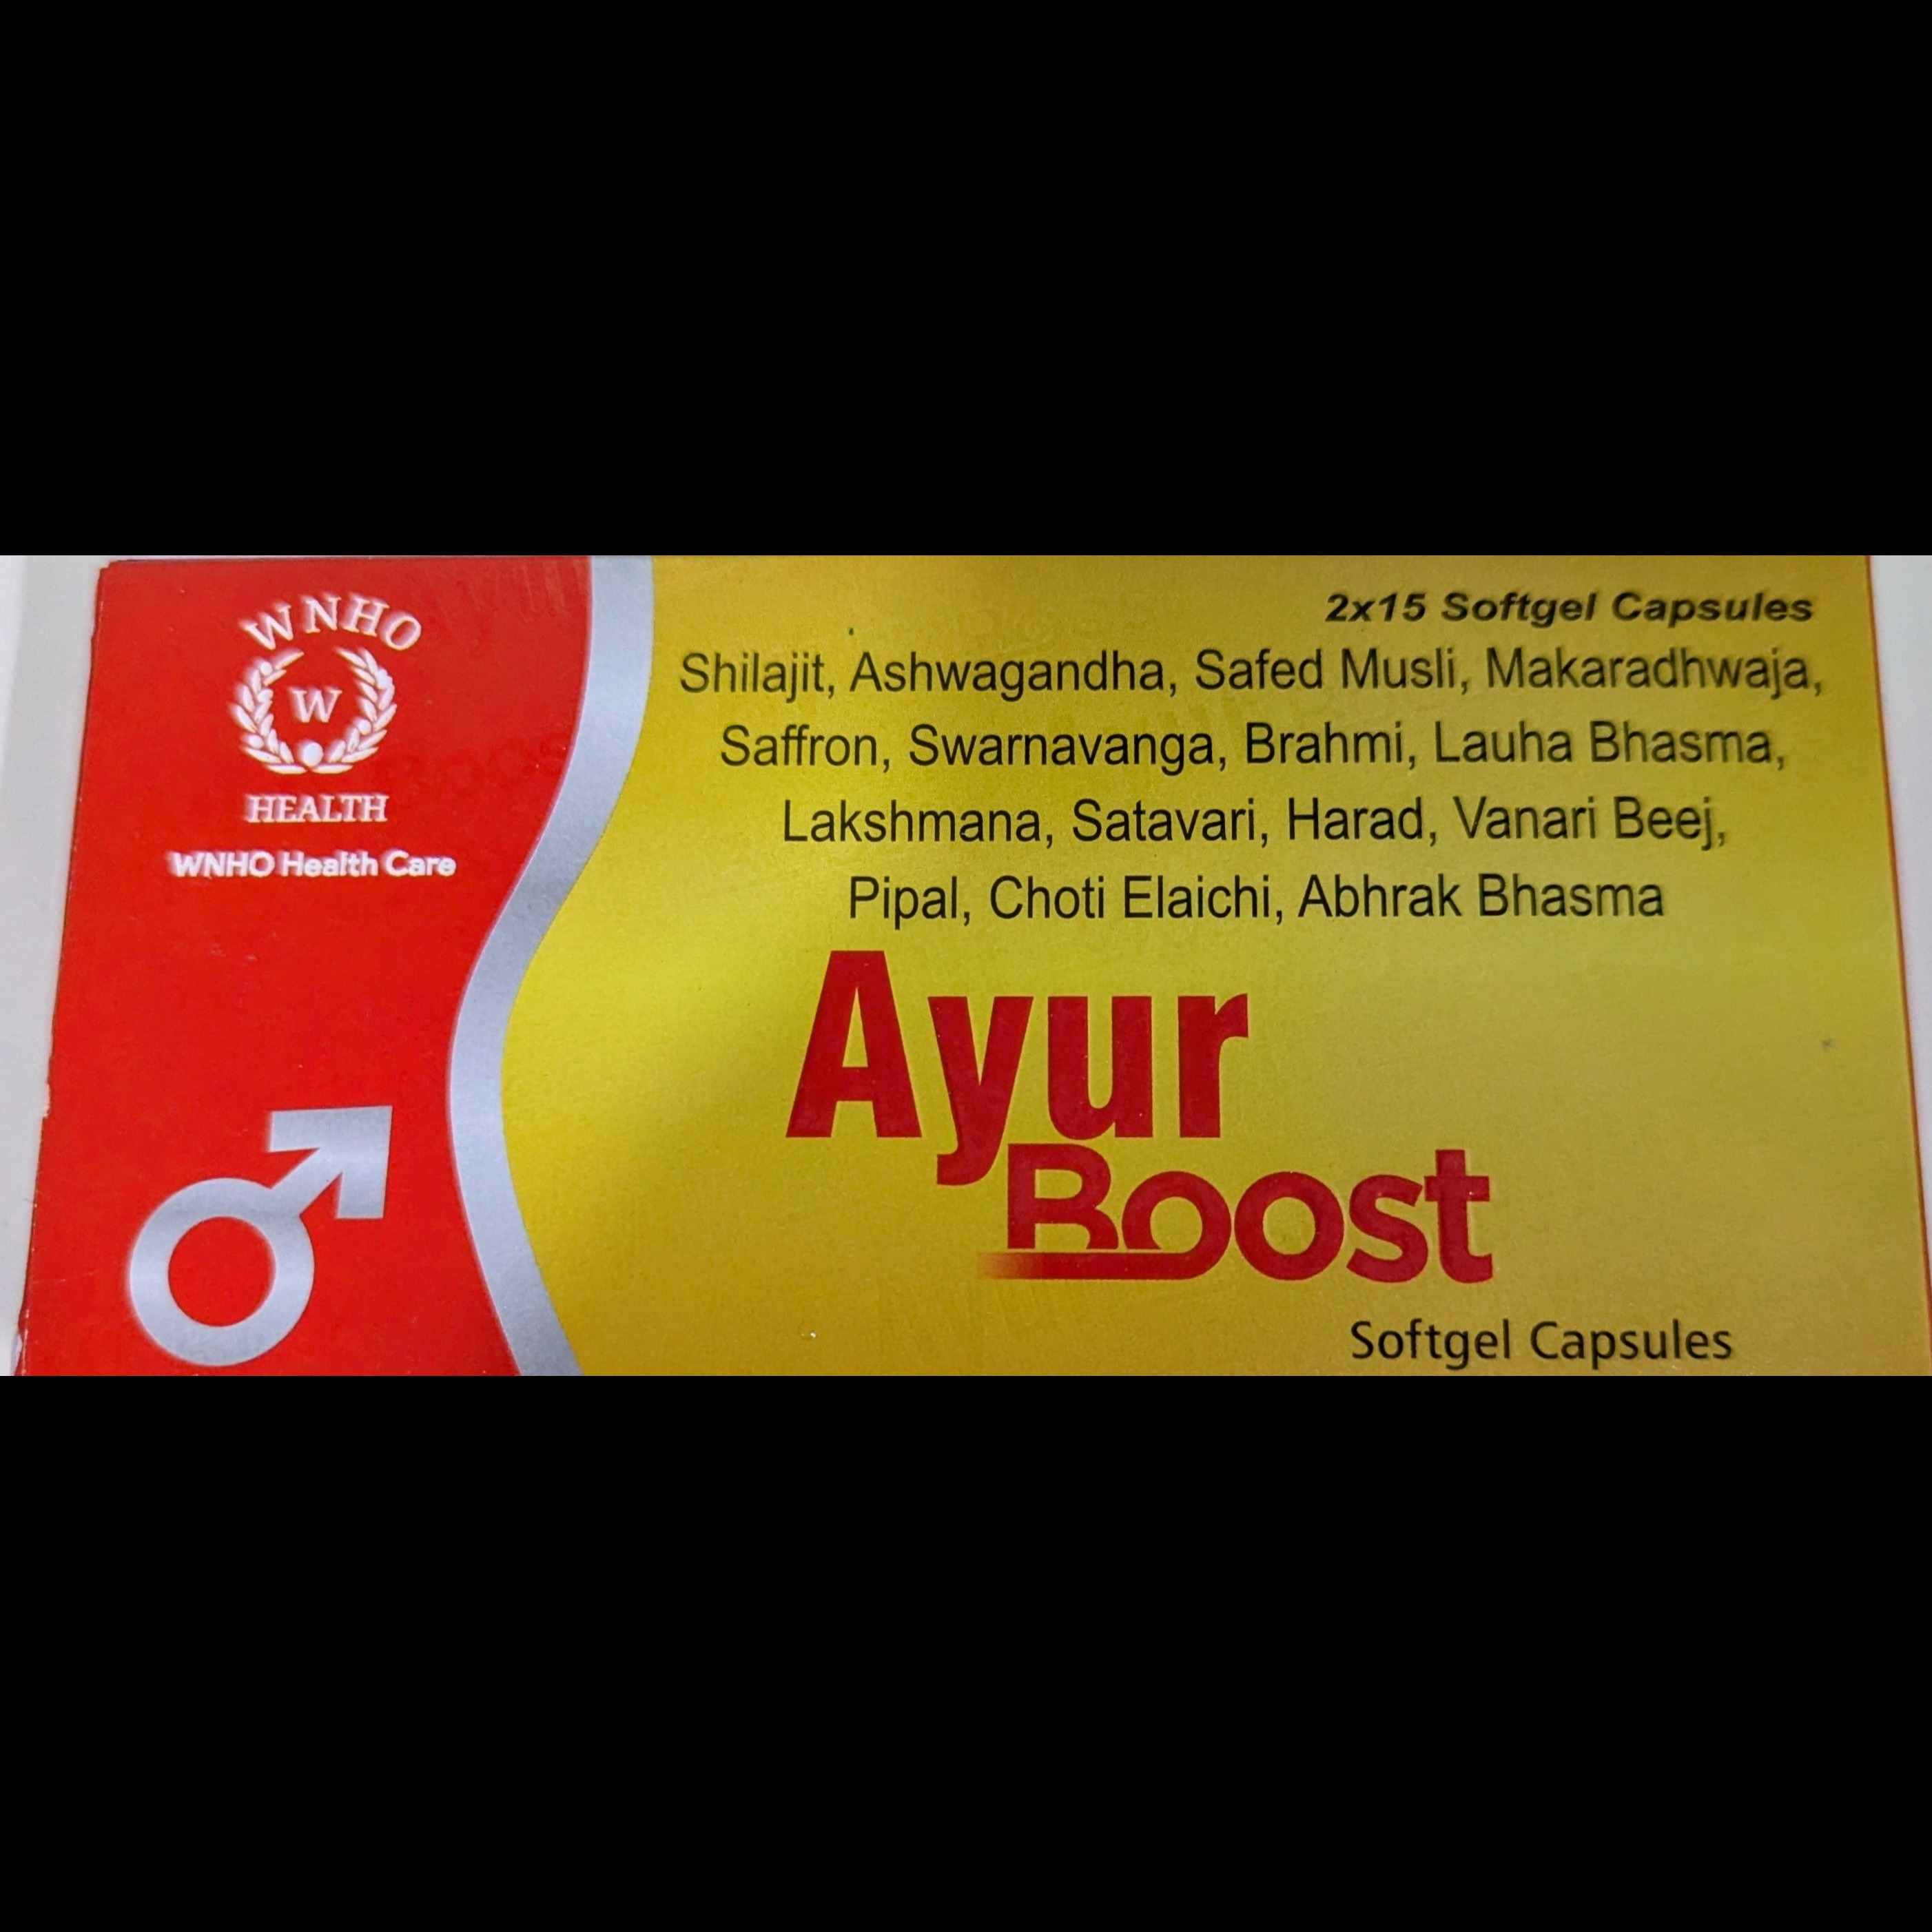 WNHO
W
HEALTH
WNHO Health Care
2x15 Softgel Capsules
Shilajit, Ashwagandha, Safed Musli, Makaradhwaja,
Saffron, Swarnavanga, Brahmi, Lauha Bhasma,
Lakshmana, Satavari, Harad, Vanari Beej,
Pipal, Choti Elaichi, Abhrak Bhasma
Ayur
Boost
Softgel Capsules